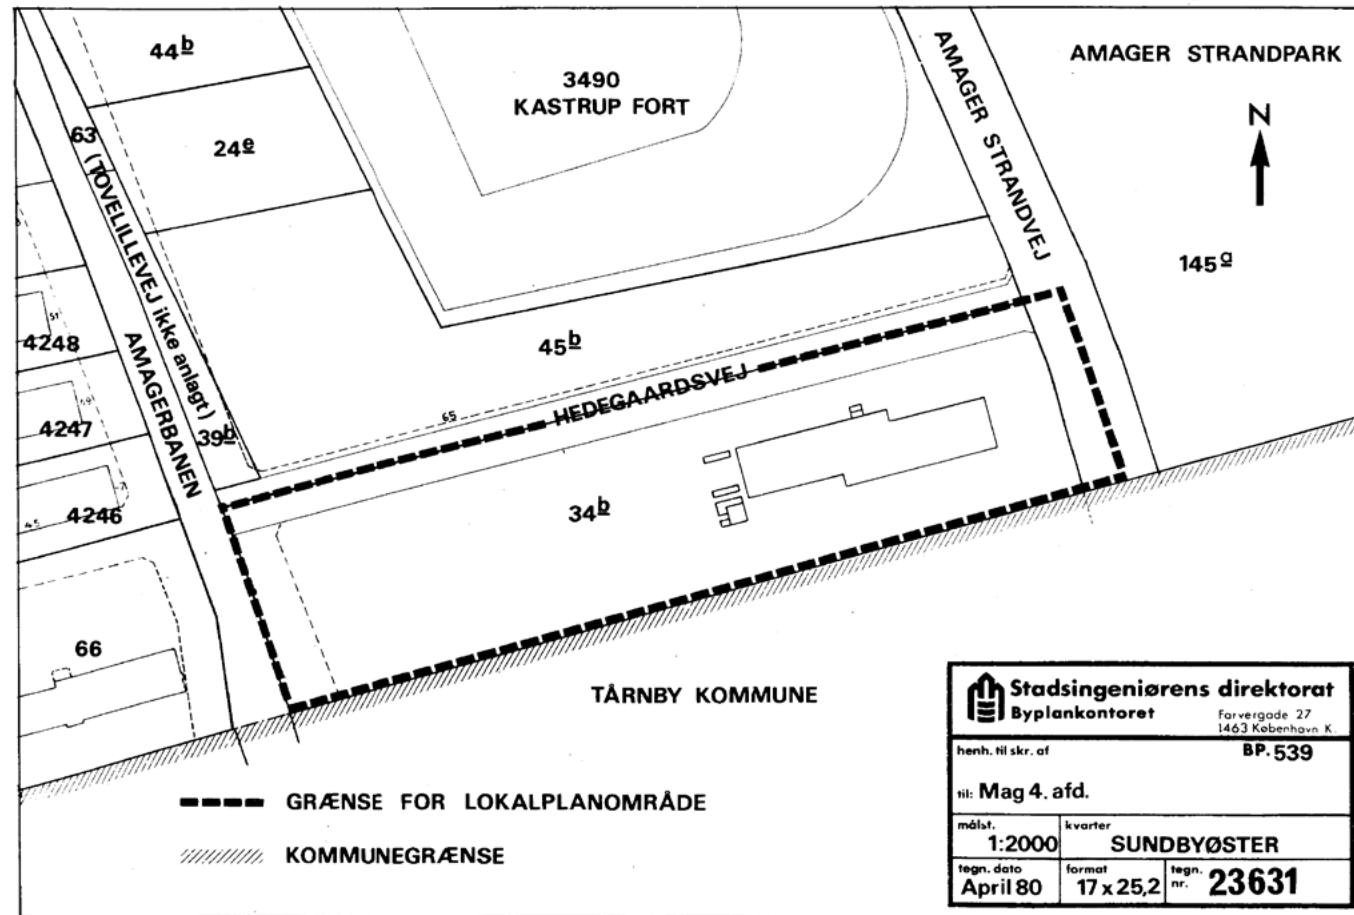 44b
3490
KASTRUP FORT
AMAGER STRANDVEJ
AMAGER STRANDPARK
N
63 (TOVELILLEVEJ ikke anlagt)
24e
145a
4248
AMAGERBANEN
45b
HEDEGAARDSVEJ
65
4247
39b
4246
45
34b
66
TÅRNBY KOMMUNE
GRÆNSE FOR LOKALPLANOMRÅDE
KOMMUNEGRÆNSE
Stadsingeniørens direktorat
Byplankontoret
Farvergade 27
1463 København K.
henh. til skr. af
BP. 539
til: Mag 4. afd.
målst.
1:2000
kvarter
SUNDBYØSTER
tegn. dato
April 80
format
17 x 25,2
tegn. nr.
23631